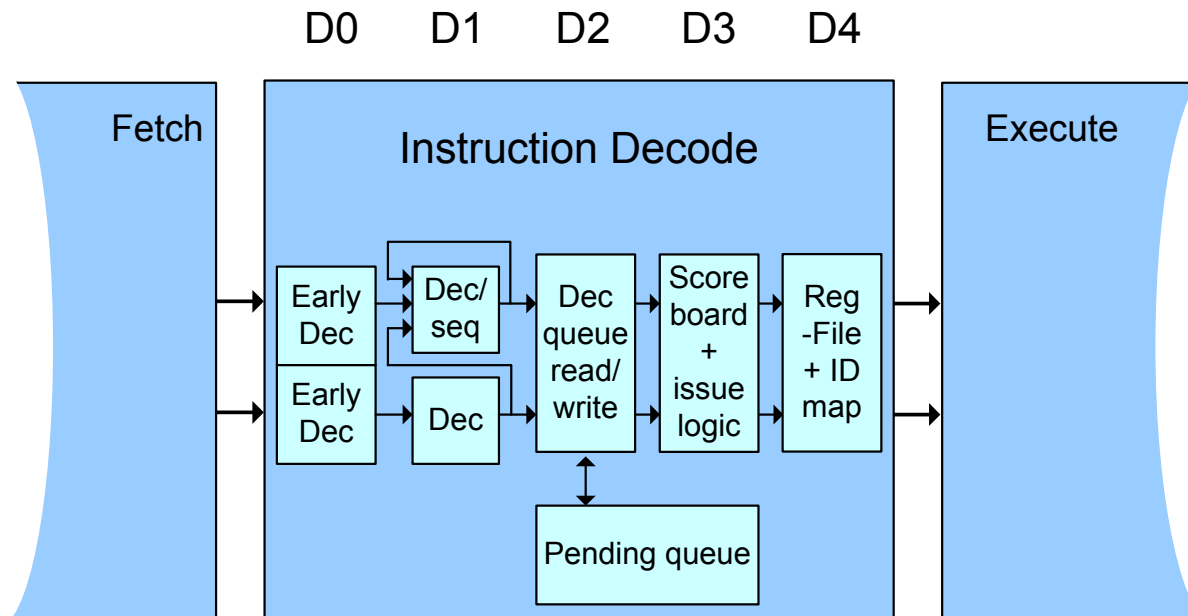 D0 D1 D2 D3 D4
Fetch
Instruction Decode
Execute
Early
Dec
Early
Dec
Dec/
seq
Dec
Dec
queue
read/
write
Score
board
+
issue
logic
Reg
-File
+ ID
map
Pending queue